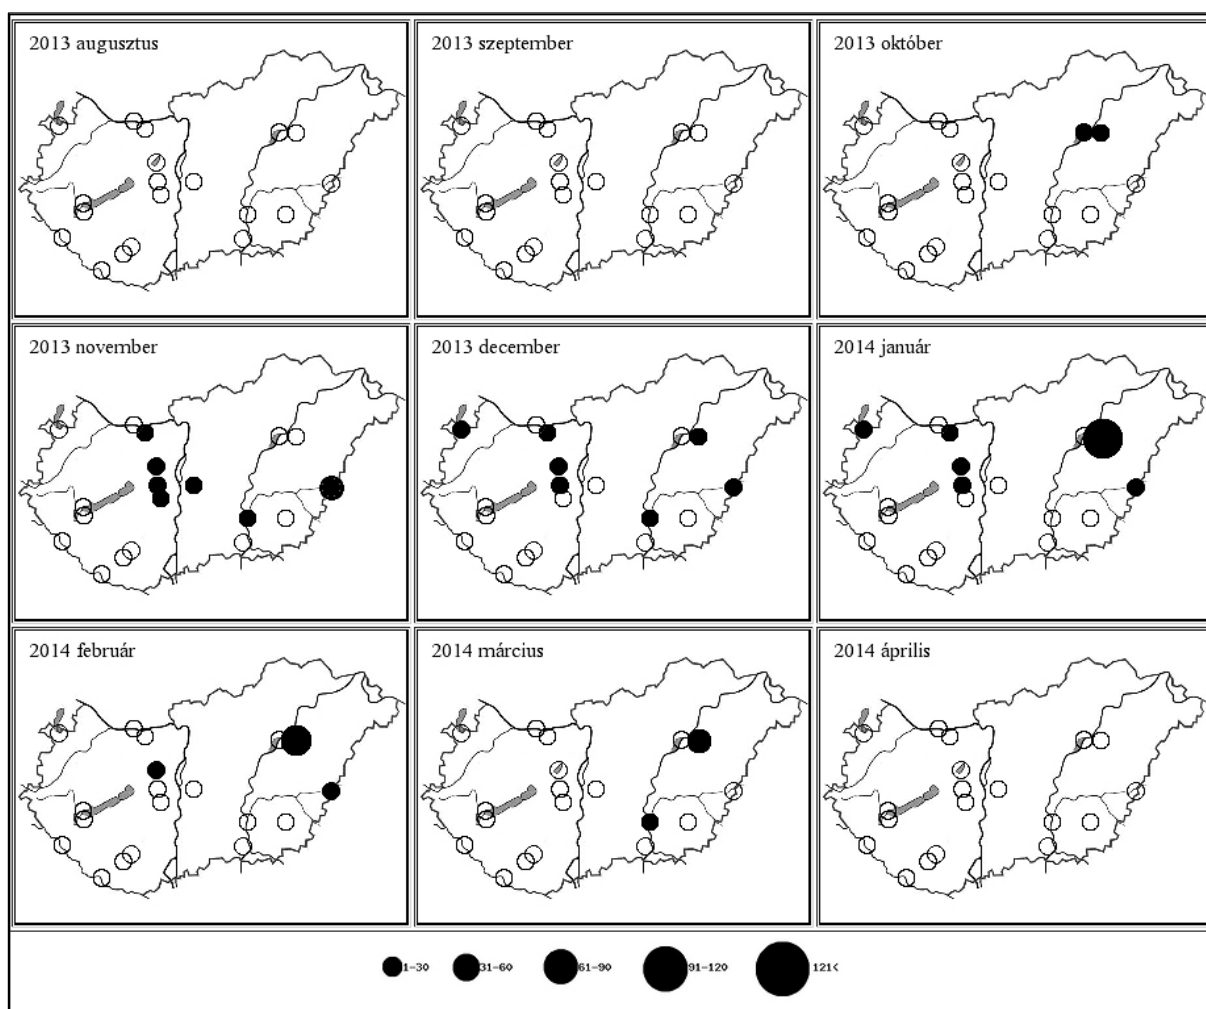 2013 augusztus
2013 szeptember
2013 október
2013 november
2013 december
2014 január
2014 február
2014 március
2014 április
1-30
31-60
61-90
91-120
121<